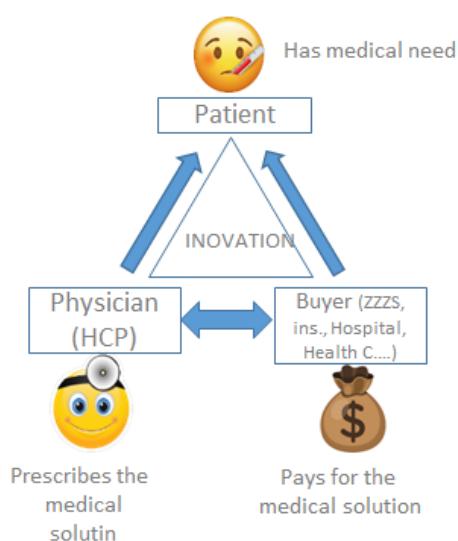 Has medical need
Patient
INOVATION
Physician
(HCP)
Buyer (ZZZS,
ins., Hospital,
Health C....)
$
Prescribes the
medical
solutin
Pays for the
medical solution